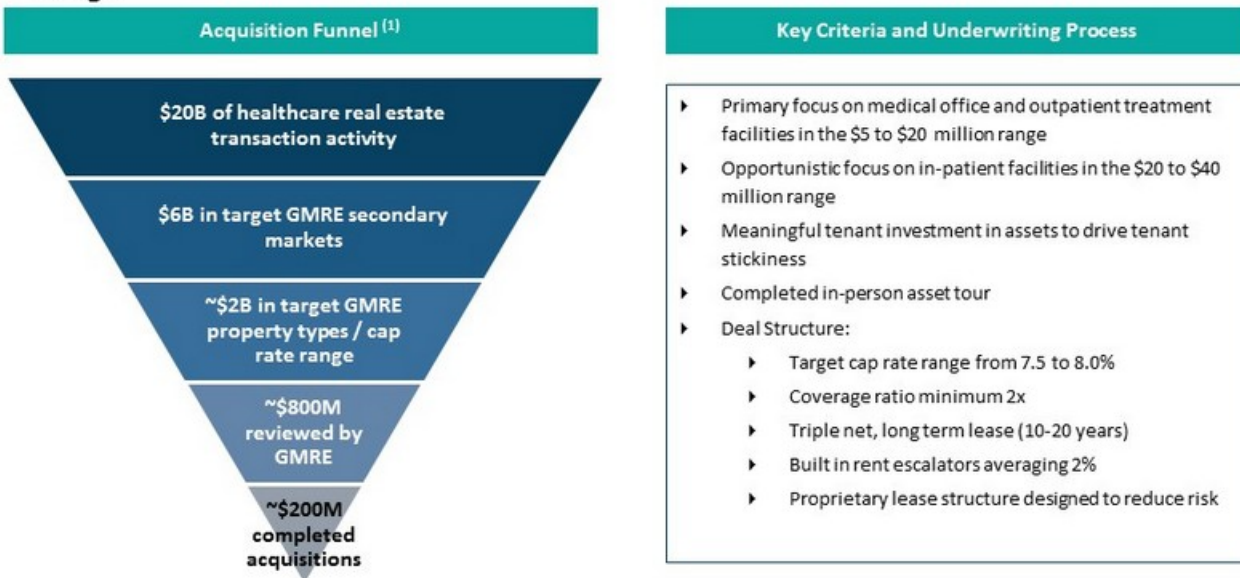 Acquisition Funnel (1)
$20B of healthcare real estate
transaction activity
$6B in target GMRE secondary
markets
~$2B in target GMRE
property types / cap
rate range
~$800M
reviewed by
GMRE
~$200M
completed
acquisitions
Key Criteria and Underwriting Process
Primary focus on medical office and outpatient treatment
facilities in the $5 to $20 million range
Opportunistic focus on in-patient facilities in the $20 to $40
million range
Meaningful tenant investment in assets to drive tenant
stickiness
Completed in-person asset tour
Deal Structure:
Target cap rate range from 7.5 to 8.0%
Coverage ratio minimum 2x
Triple net, long term lease (10-20 years)
Built in rent escalators averaging 2%
Proprietary lease structure designed to reduce risk